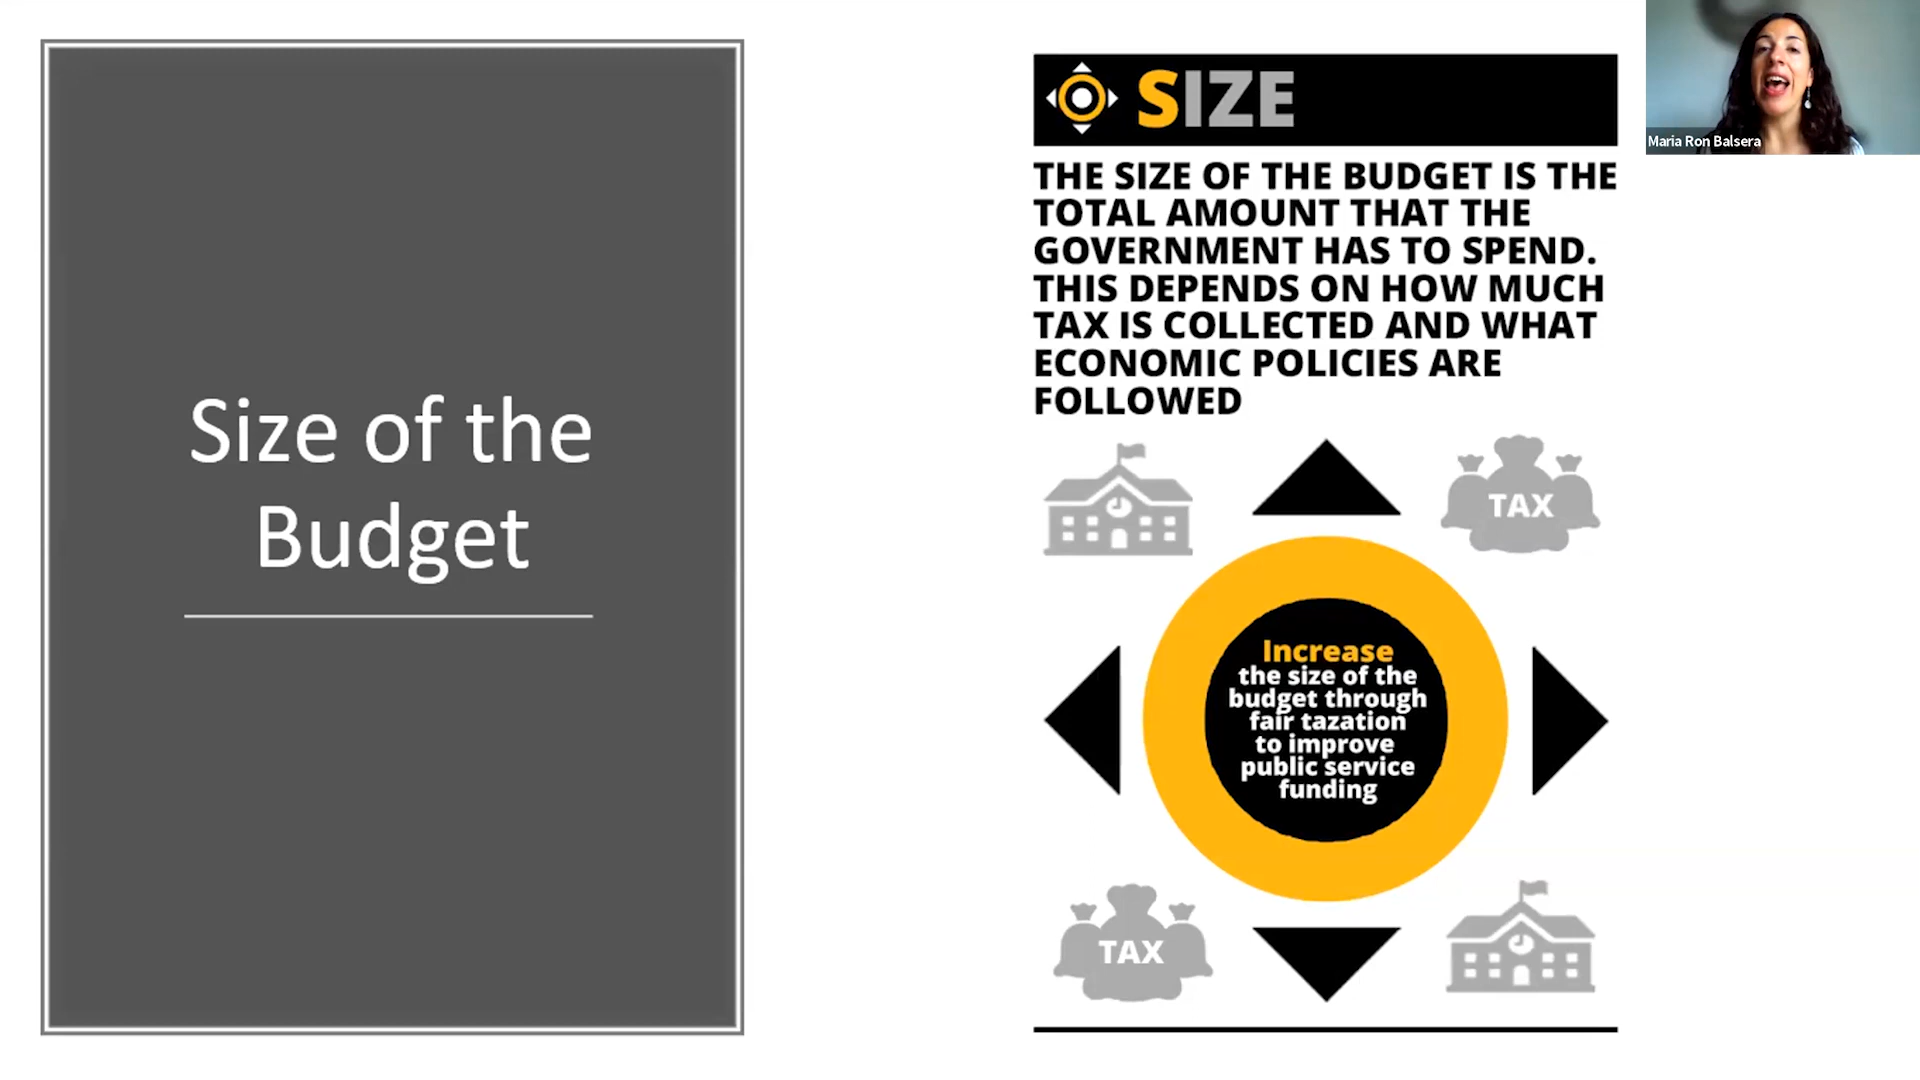 Size of the
Budget
SIZE
THE SIZE OF THE BUDGET IS THE
TOTAL AMOUNT THAT THE
GOVERNMENT HAS TO SPEND.
THIS DEPENDS ON HOW MUCH
TAX IS COLLECTED AND WHAT
ECONOMIC POLICIES ARE
FOLLOWED
TAX
Increase
the size of the
budget through
fair tazation
to improve
public service
funding
TAX
Maria Ron Balsera